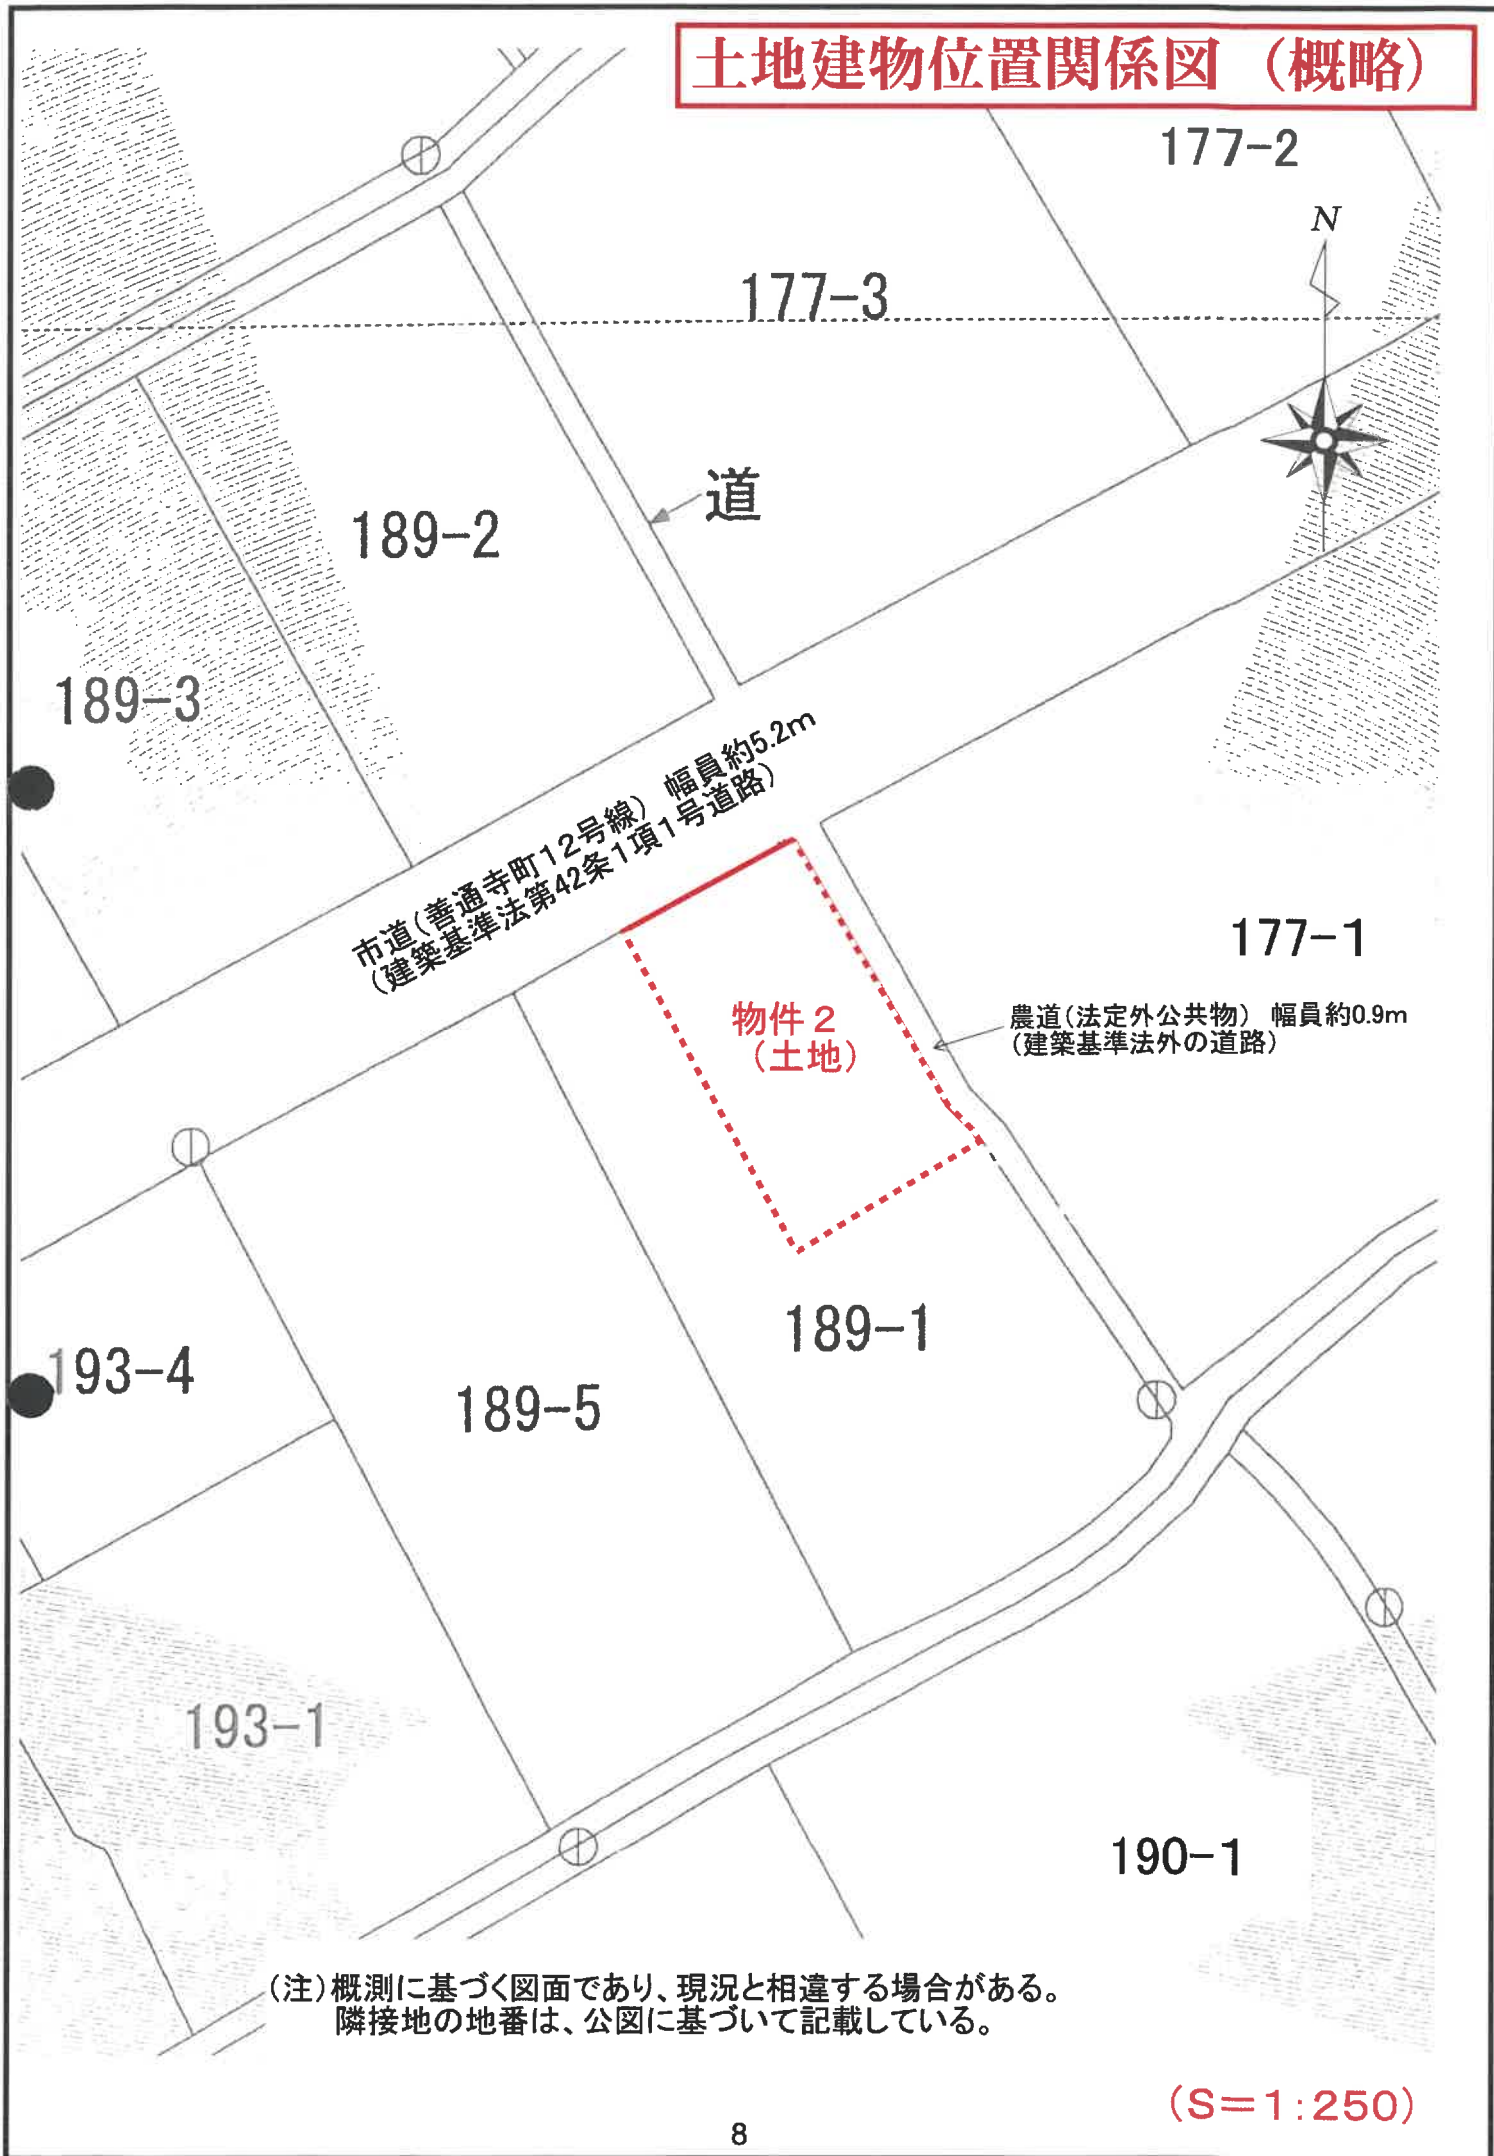 土地建物位置関係図（概略）
177-2
N
177-3
道
189-2
189-3
市道（善通寺町１２号線） 幅員約5.2m
（建築基準法第42条１項１号道路）
177-1
物件２
（土地）
農道（法定外公共物） 幅員約0.9m
（建築基準法外の道路）
189-1
193-4
189-5
193-1
190-1
（注）概測に基づく図面であり、現況と相違する場合がある。
隣接地の地番は、公図に基づいて記載している。
（S＝1:250）
8